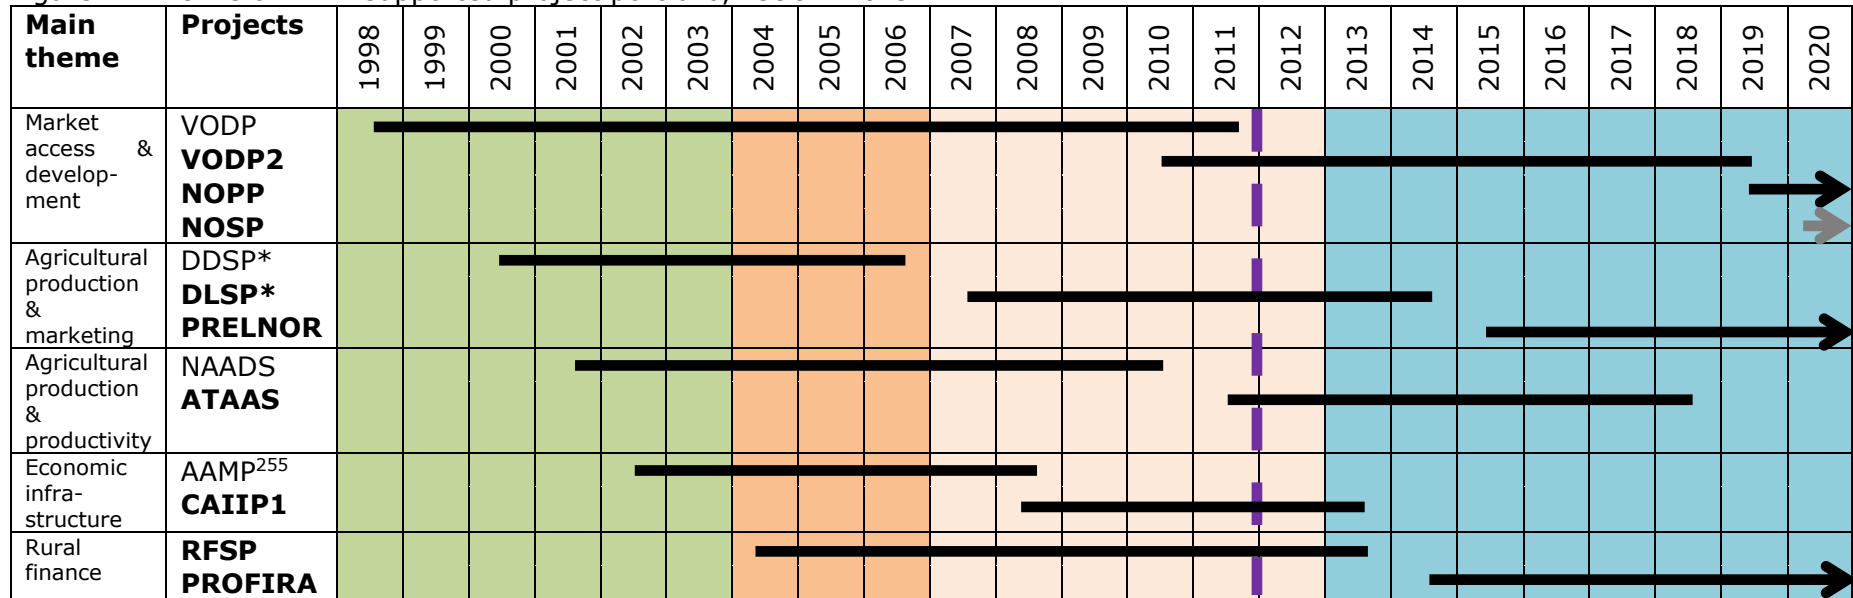 Main theme
Projects
1998
1999
2000
2001
2002
2003
2004
2005
2006
2007
2008
2009
2010
2011
2012
2013
2014
2015
2016
2017
2018
2019
2020
Market
access &
develop-
ment
VODP
VODP2
NOPP
NOSP
Agricultural
production
&
marketing
DDSP*
DLSP*
PRELNOR
Agricultural
production
&
productivity
NAADS
ATAAS
Economic
infra-
structure
AAMP255
CAIIP1
Rural
finance
RFSP
PROFIRA